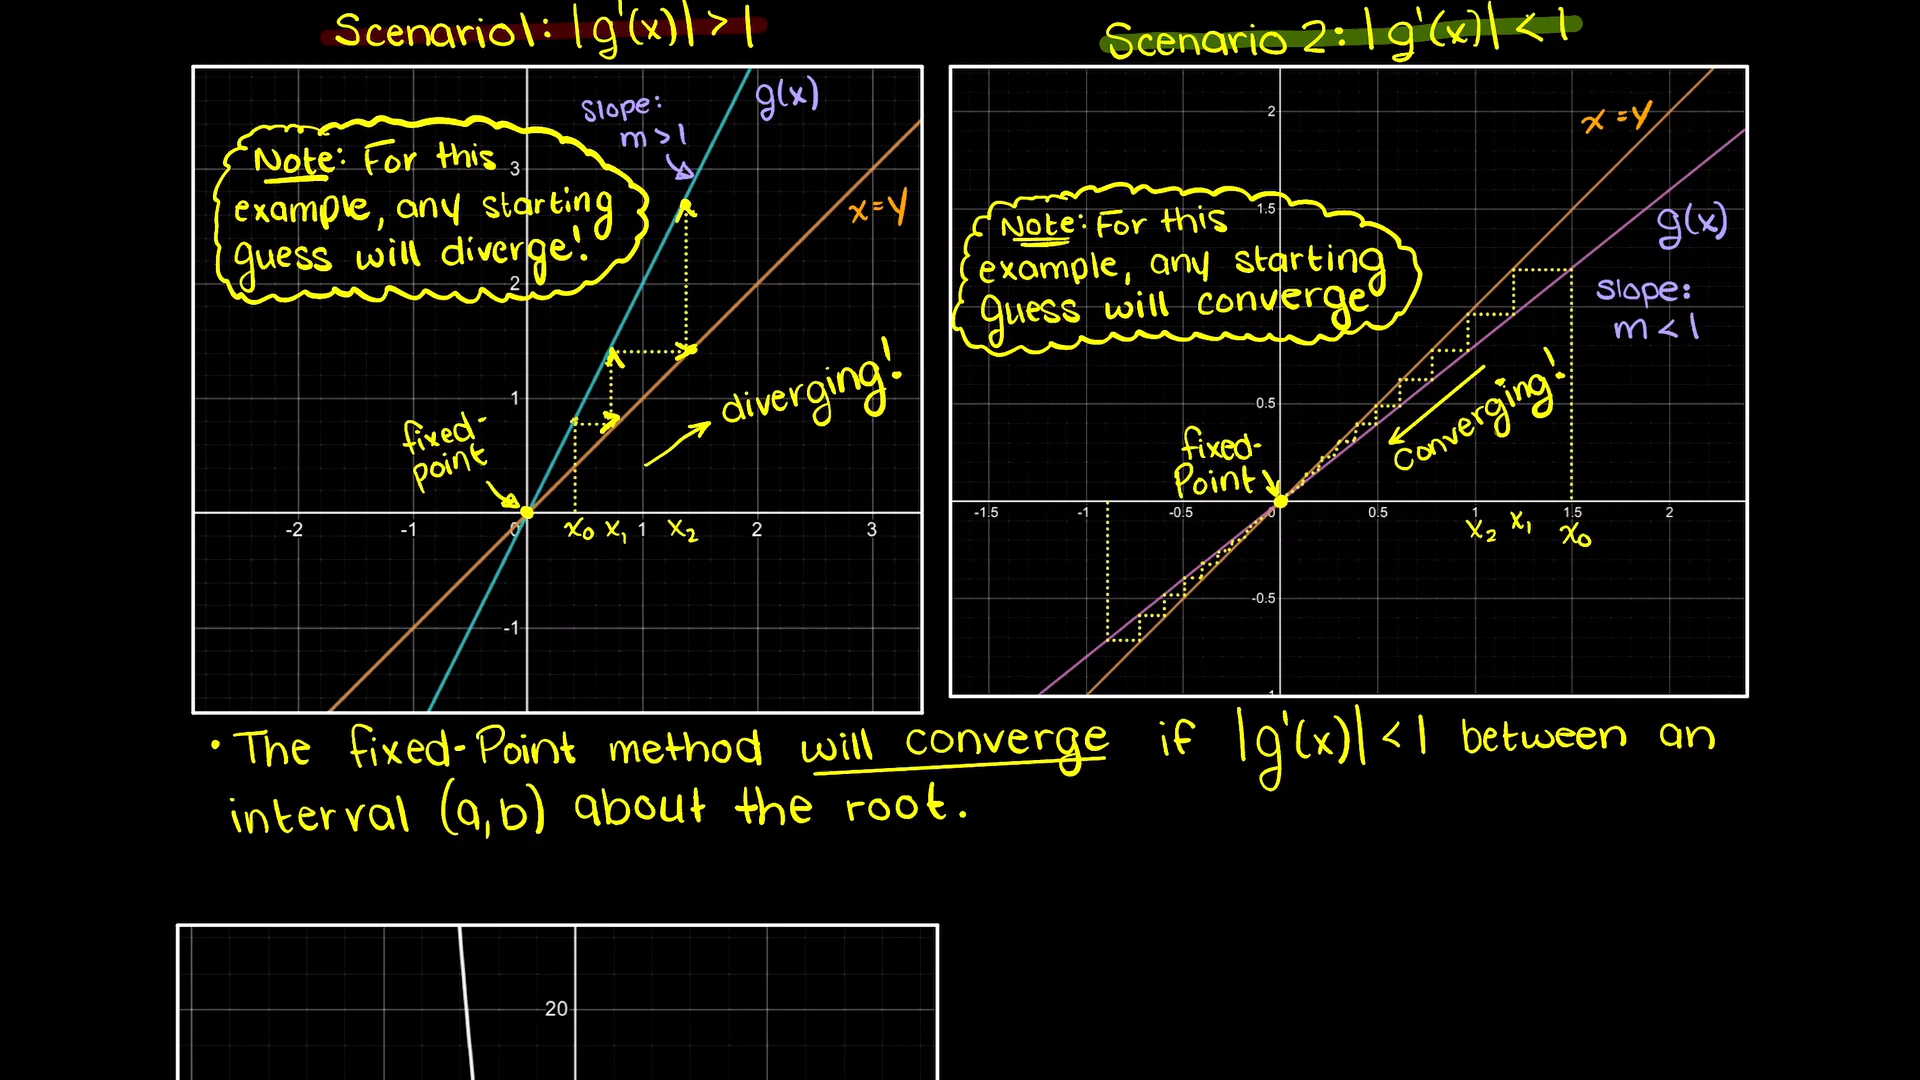 Scenario 1: |g'(x)| > 1
Scenario 2: |g'(x)| < 1
Note: For this
example, any starting
guess will diverge!
slope:
m > 1
g(x)
x=y
diverging!
fixed-
point
x₀ x₁ x₂
3
2
1
-1
-2 -1 0 1 2 3
Note: For this
example, any starting
guess will converge
x=y
g(x)
slope:
m < 1
converging!
fixed-
Point
2
1.5
0.5
-1.5 -1 -0.5 0 0.5 1 1.5 2
x₂ x₁ x₀
-0.5
• The fixed-Point method will converge if |g'(x)| < 1 between an
interval (a,b) about the root.
20